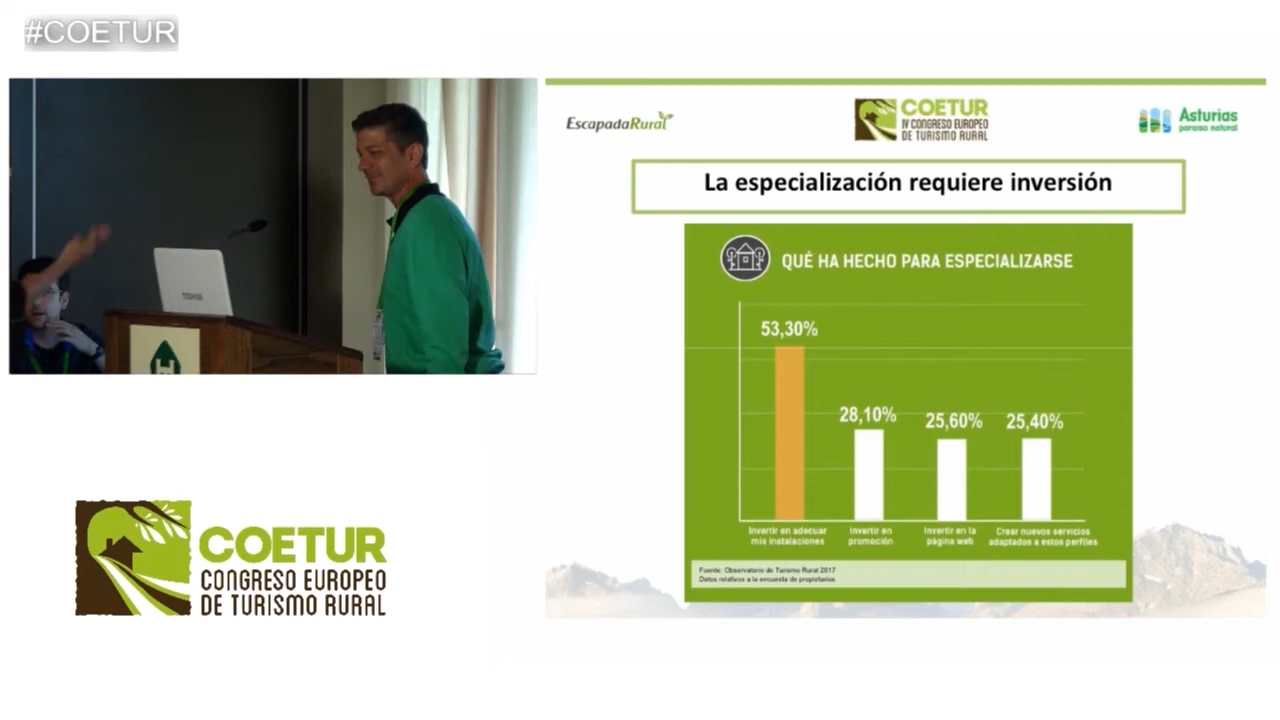 #COETUR
EscapadaRural
COETUR
IV CONGRESO EUROPEO
DE TURISMO RURAL
Asturias
paraíso natural
La especialización requiere inversión
QUÉ HA HECHO PARA ESPECIALIZARSE
53,30%
28,10%
25,60%
25,40%
Invertir en adecuar
mis instalaciones
Invertir en
promoción
Invertir en la
página web
Crear nuevos servicios
adaptados a estos perfiles
Fuente: Observatorio de Turismo Rural 2017
Datos relativos a la encuesta de propietarios
H
COETUR
CONGRESO EUROPEO
DE TURISMO RURAL